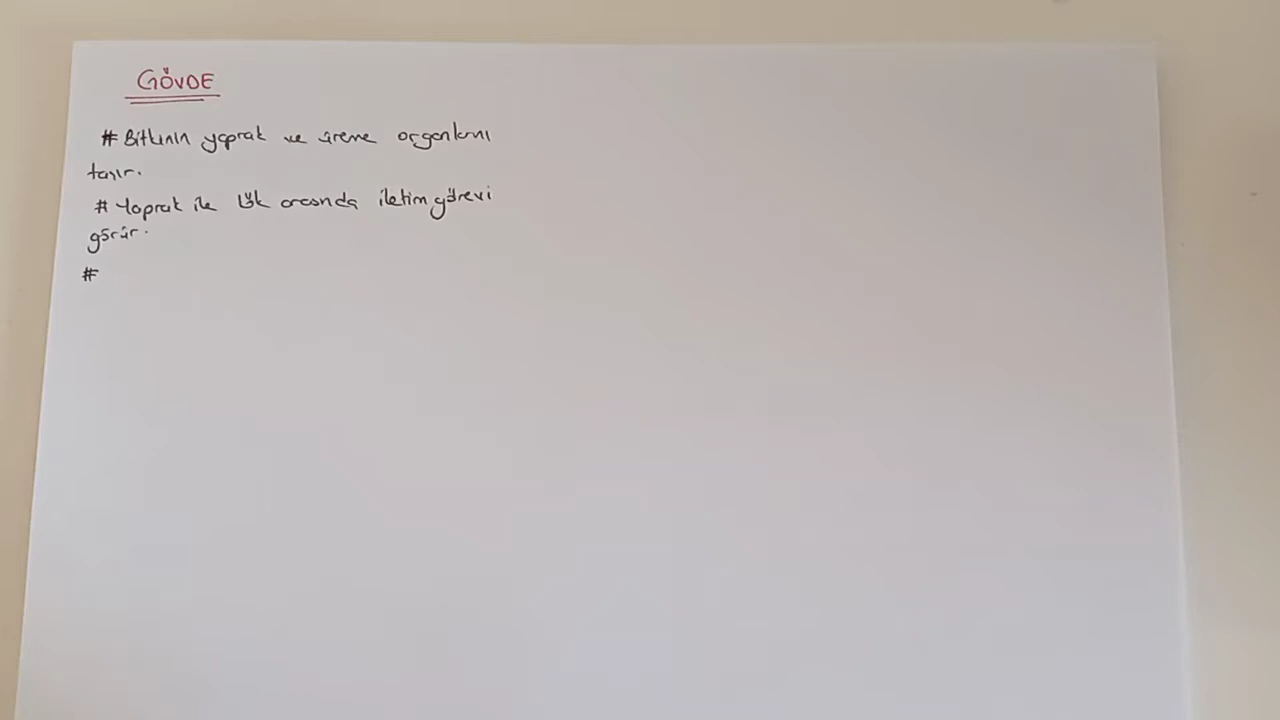 GÖVDE
# Bitkinin yaprak ve üreme organlarını
taşır.
# Yaprak ile kök arasında iletim görevi
görür.
#